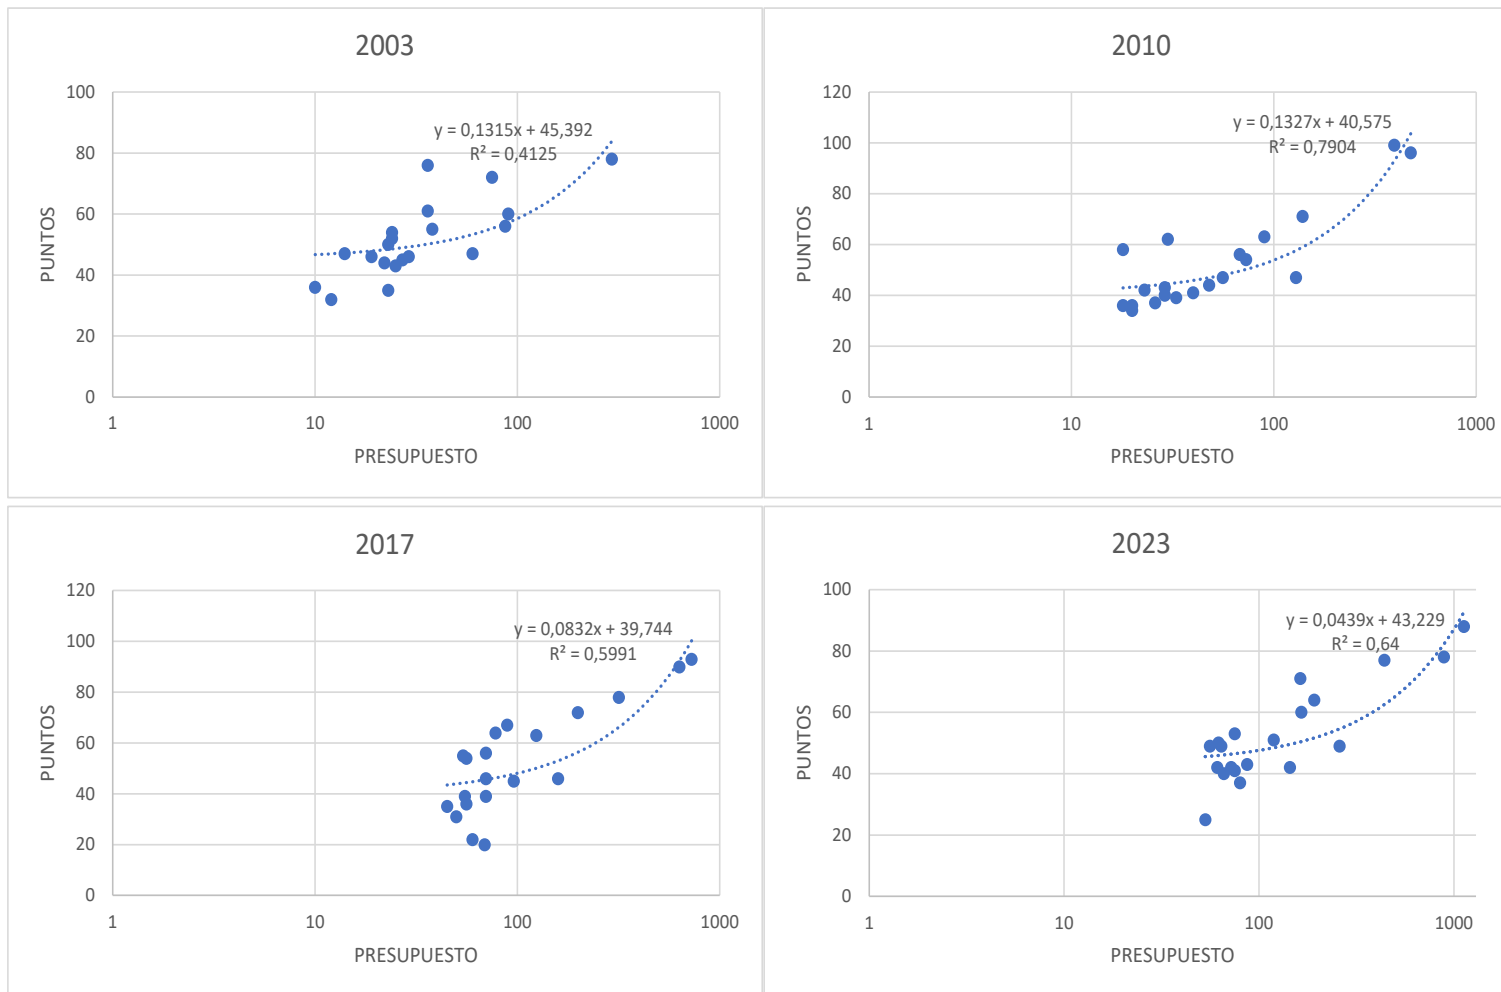 2003
100
80
60
40
20
0
y = 0,1315x + 45,392
R² = 0,4125
PUNTOS
1
10
100
1000
PRESUPUESTO
2010
120
100
80
60
40
20
0
y = 0,1327x + 40,575
R² = 0,7904
PUNTOS
1
10
100
1000
PRESUPUESTO
2017
120
100
80
60
40
20
0
y = 0,0832x + 39,744
R² = 0,5991
PUNTOS
1
10
100
1000
PRESUPUESTO
2023
100
80
60
40
20
0
y = 0,0439x + 43,229
R² = 0,64
PUNTOS
1
10
100
1000
PRESUPUESTO